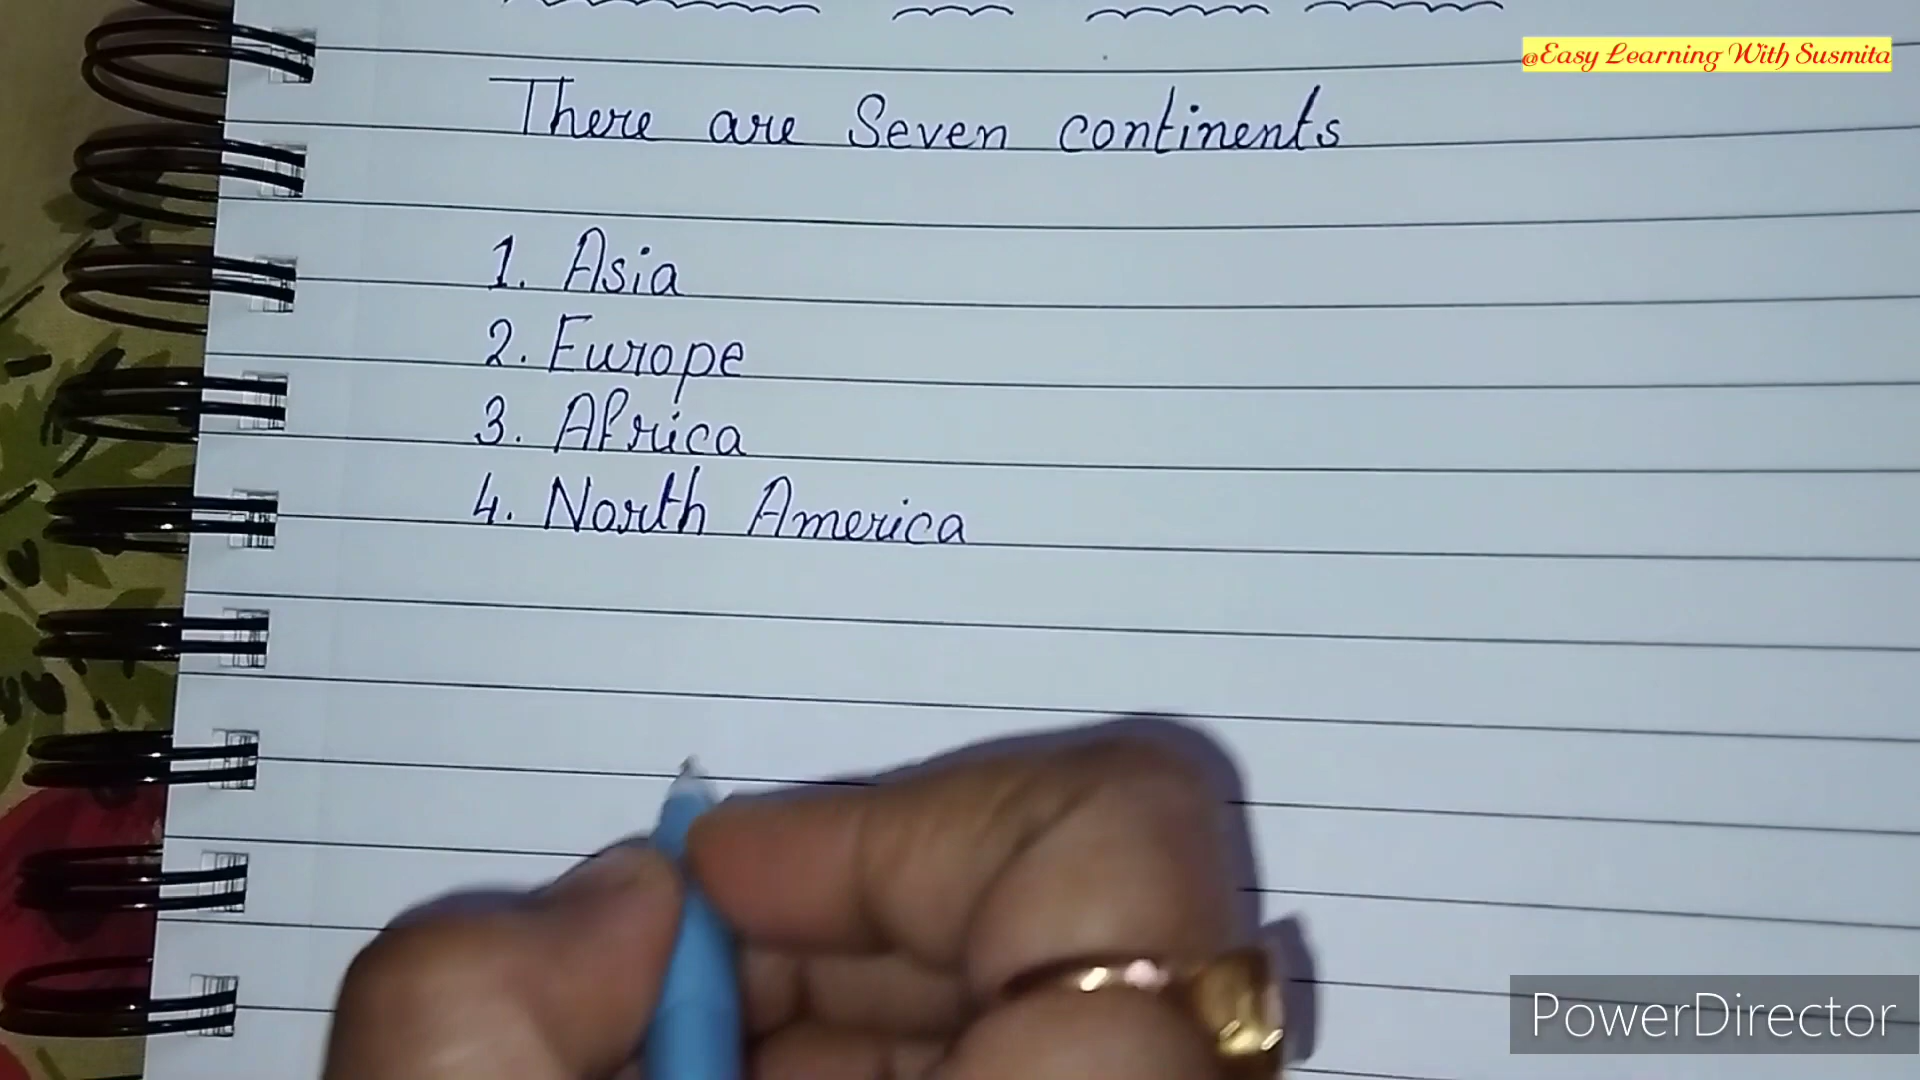 @Easy Learning With Susmita
There are Seven continents
1. Asia
2. Europe
3. Africa
4. North America
PowerDirector